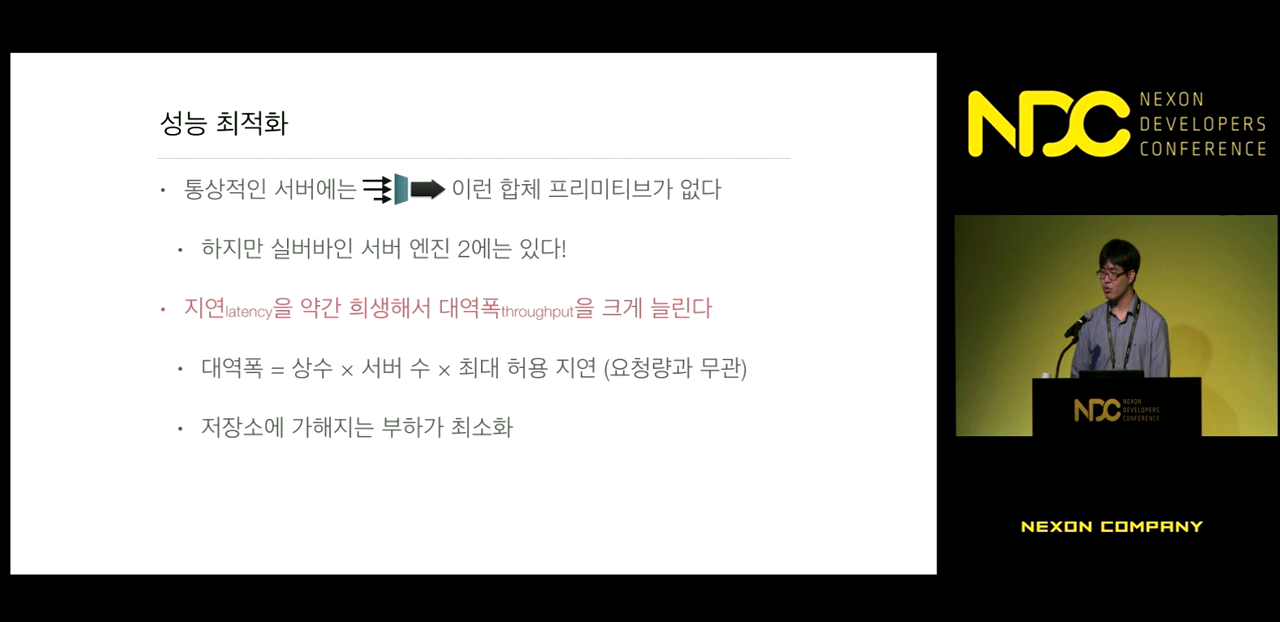 성능 최적화
• 통상적인 서버에는 이런 합체 프리미티브가 없다
• 하지만 실버바인 서버 엔진 2에는 있다!
• 지연latency을 약간 희생해서 대역폭throughput을 크게 늘린다
• 대역폭 = 상수 × 서버 수 × 최대 허용 지연 (요청량과 무관)
• 저장소에 가해지는 부하가 최소화
NDC
NEXON
DEVELOPERS
CONFERENCE
NDC
NEXON
DEVELOPERS
CONFERENCE
NEXON COMPANY